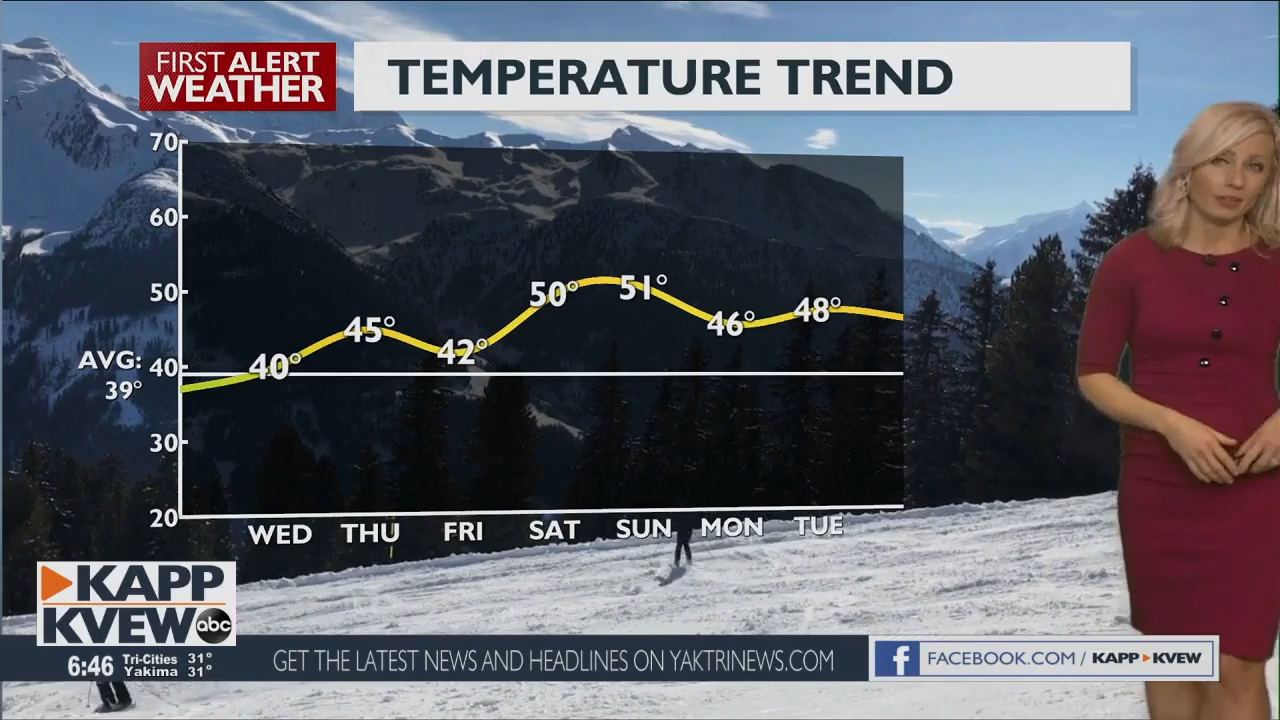 FIRST ALERT
WEATHER
TEMPERATURE TREND
70
60
50
40
30
20
AVG:
39°
40°
45°
42°
50°
51°
46°
48°
WED THU FRI SAT SUN MON TUE
KAPP
KVEW abc
6:46 Tri-Cities 31°
Yakima 31°
GET THE LATEST NEWS AND HEADLINES ON YAKTRINEWS.COM
f FACEBOOK.COM / KAPP KVEW